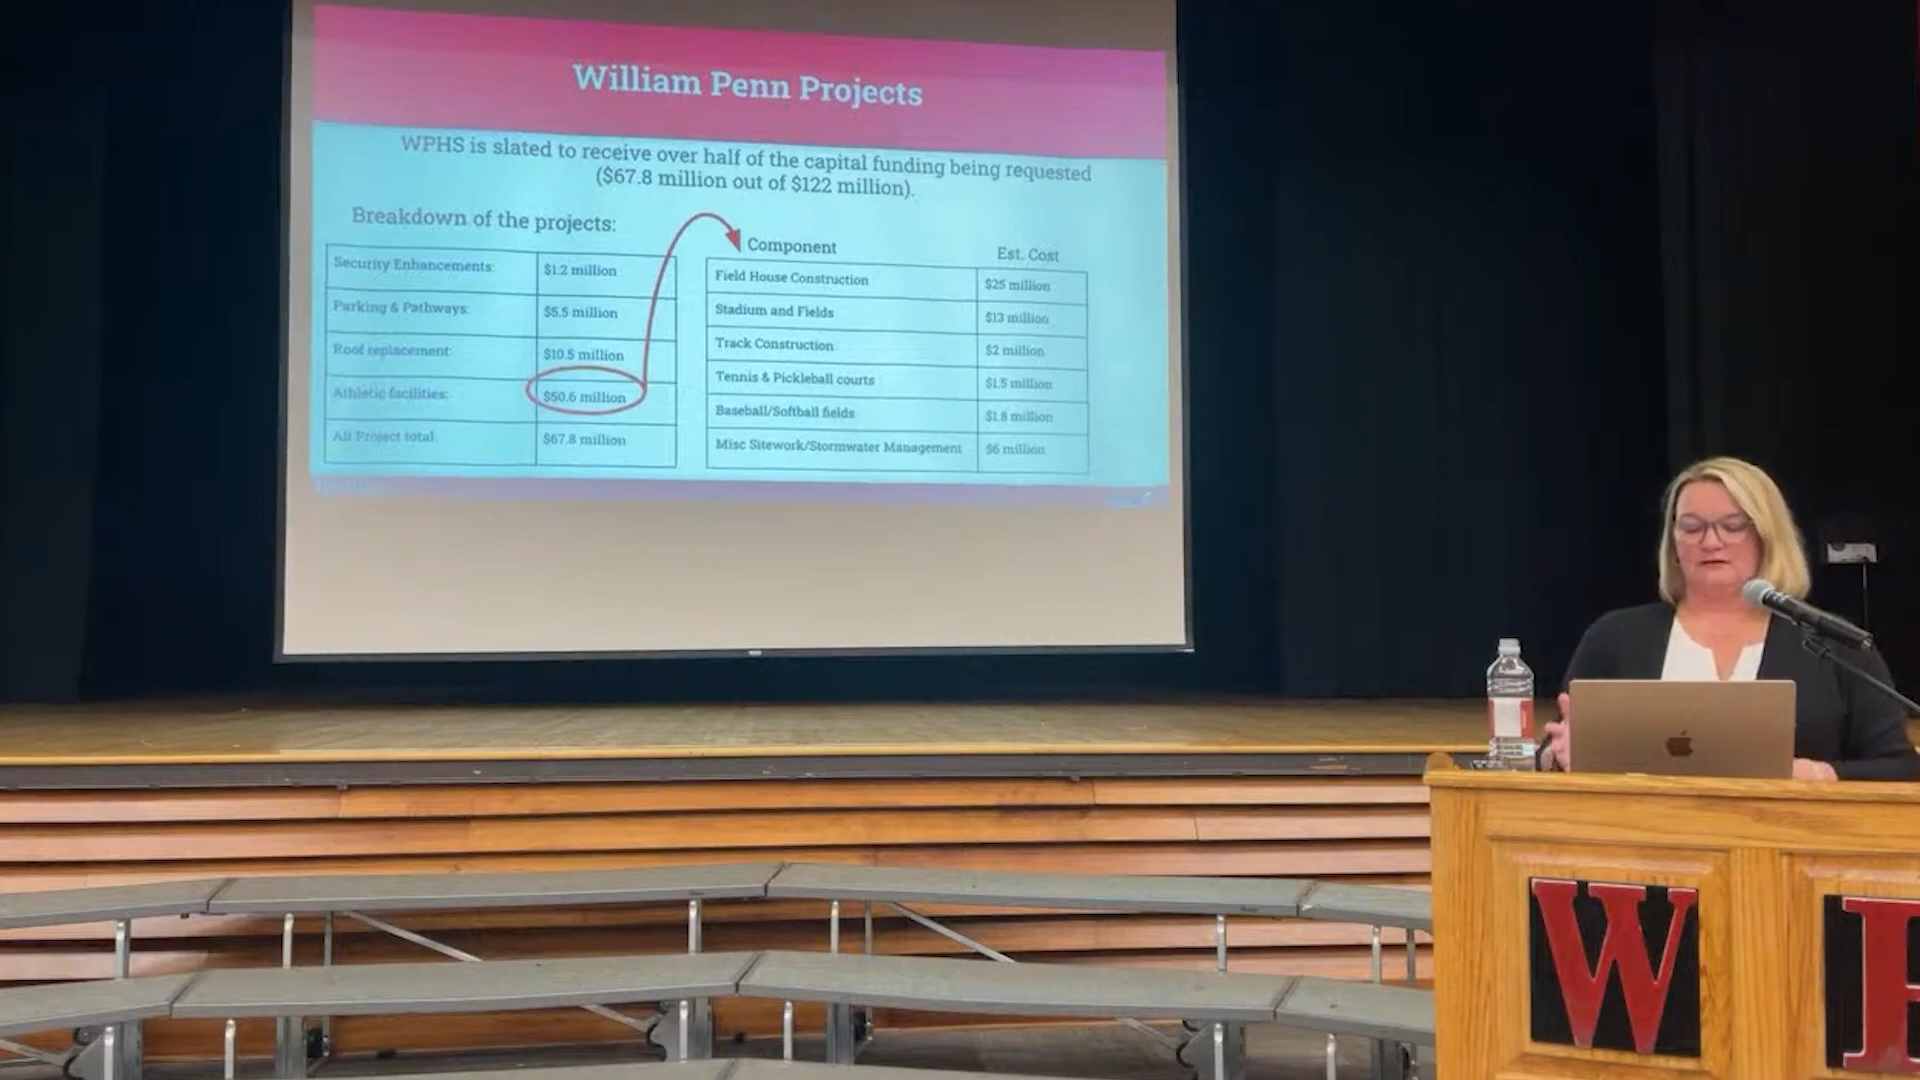 William Penn Projects
WPHS is slated to receive over half of the capital funding being requested
($67.8 million out of $122 million).
Breakdown of the projects:
Security Enhancements: $1.2 million
Parking & Pathways: $5.5 million
Roof replacement: $10.5 million
Athletic facilities: $50.6 million
All Project total: $67.8 million
Component Est. Cost
Field House Construction $25 million
Stadium and Fields $13 million
Track Construction $2 million
Tennis & Pickleball courts $1.5 million
Baseball/Softball fields $1.8 million
Misc Sitework/Stormwater Management $6 million
W